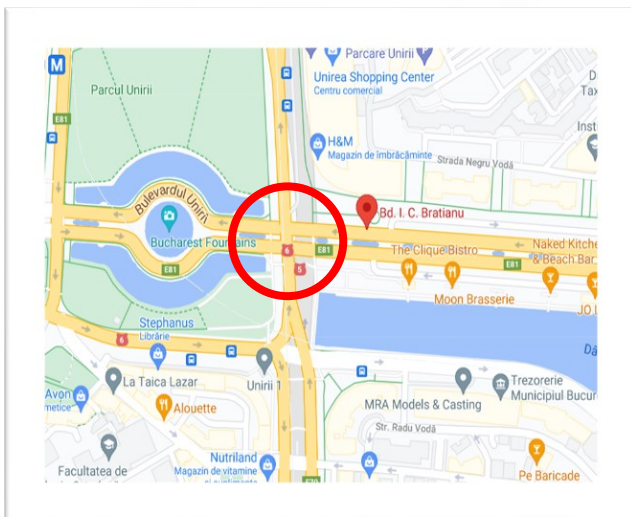 M
Parcare Unirii
Unirea Shopping Center
Centru comercial
Parcul Unirii
E81
H&M
Magazin de îmbrăcăminte
Strada Negru Vodă
Bulevardul Unirii
Bd. I. C. Bratianu
Bucharest Fountains
6
E81
5
E81
The Clique Bistro
E81
Naked Kitche
& Beach Bar
Moon Brasserie
Stephanus
Librărie
6
La Taica Lazar
Unirii 1
Avon
Alouette
MRA Models & Casting
Trezorerie
Municipiul Bucur
Str. Radu Vodă
Nutriland
Magazin de vitamine
Facultatea de
Pe Baricade